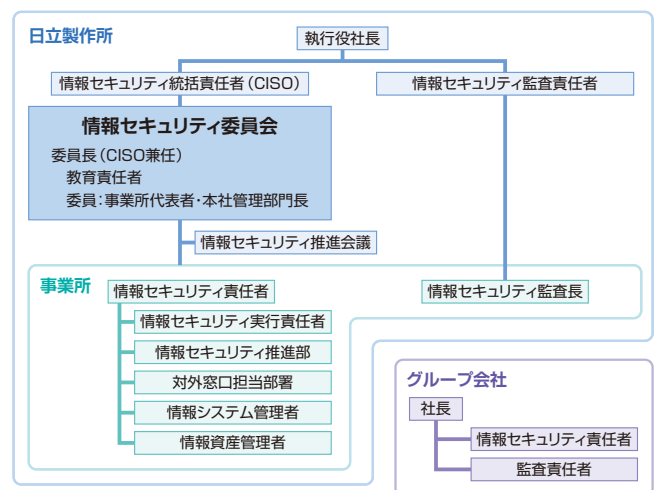 日立製作所
執行役社長
情報セキュリティ統括責任者(CISO)
情報セキュリティ監査責任者
情報セキュリティ委員会
委員長(CISO兼任)
教育責任者
委員:事業所代表者・本社管理部門長
情報セキュリティ推進会議
事業所
情報セキュリティ責任者
情報セキュリティ監査長
情報セキュリティ実行責任者
情報セキュリティ推進部
対外窓口担当部署
情報システム管理者
情報資産管理者
グループ会社
社長
情報セキュリティ責任者
監査責任者